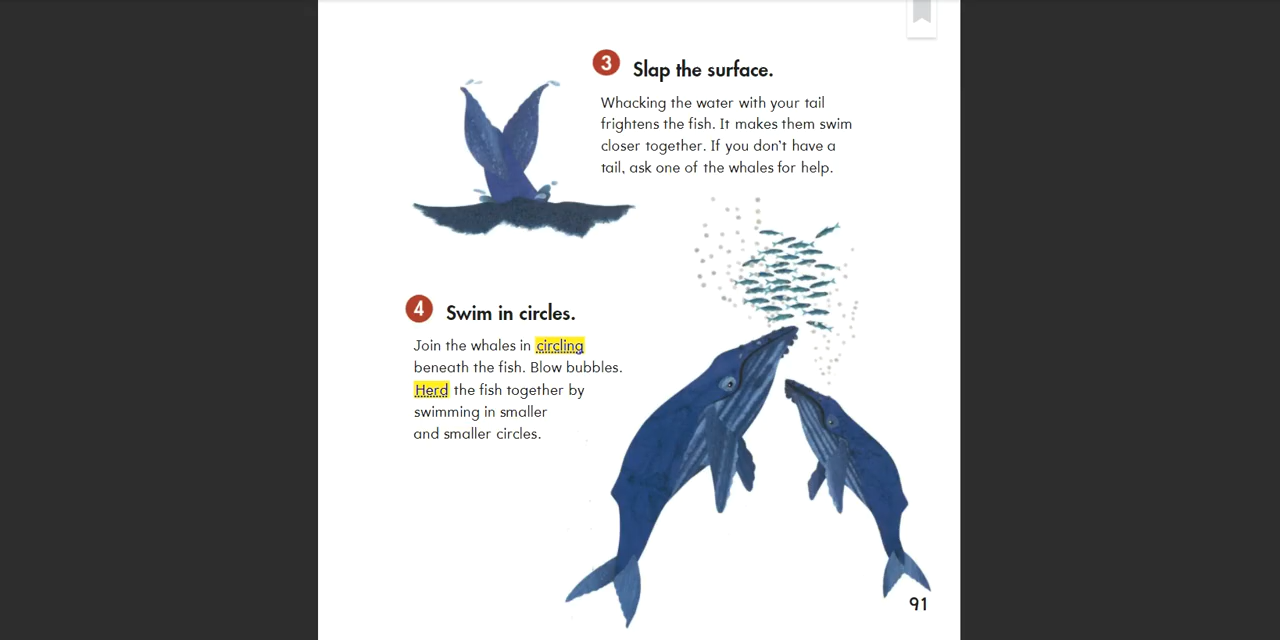 3 Slap the surface.
Whacking the water with your tail
frightens the fish. It makes them swim
closer together. If you don't have a
tail, ask one of the whales for help.
4 Swim in circles.
Join the whales in circling
beneath the fish. Blow bubbles.
Herd the fish together by
swimming in smaller
and smaller circles.
91